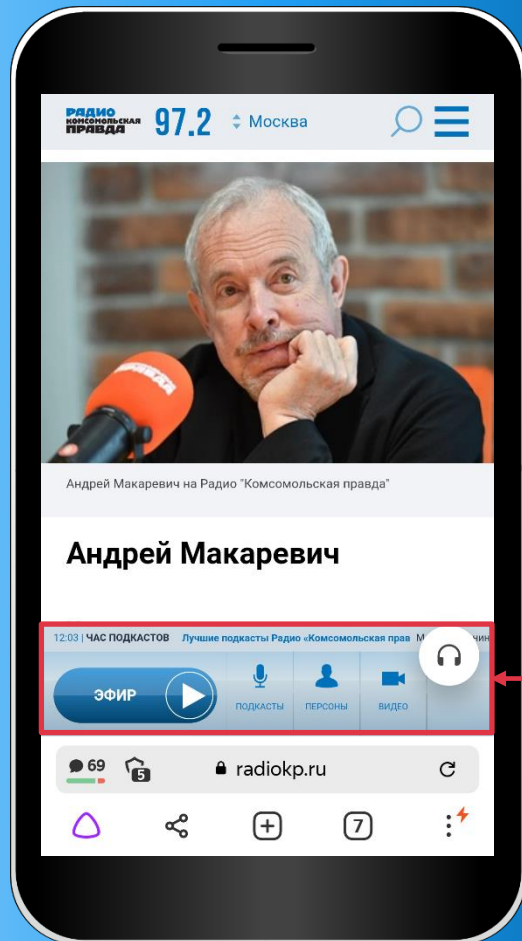 РАДИО
КОМСОМОЛЬСКАЯ
ПРАВДА
97.2 Москва
ПРАВДА
Андрей Макаревич на Радио "Комсомольская правда"
Андрей Макаревич
12:03 | ЧАС ПОДКАСТОВ Лучшие подкасты Радио «Комсомольская прав
ЭФИР
ПОДКАСТЫ ПЕРСОНЫ ВИДЕО
69 5 radiokp.ru
7